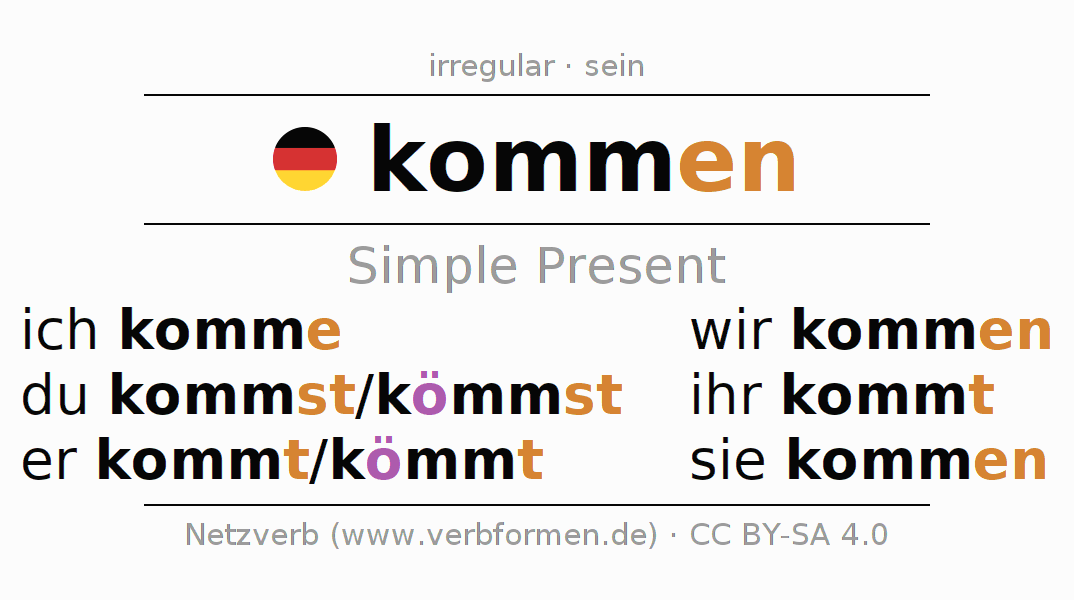 irregular · sein
kommen
Simple Present
ich komme
du kommst/kömmst
er kommt/kömmt
wir kommen
ihr kommt
sie kommen
Netzverb (www.verbformen.de) · CC BY-SA 4.0